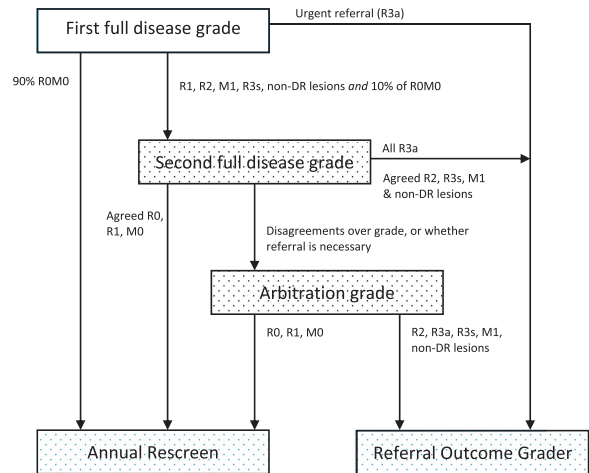 Urgent referral (R3a)
First full disease grade
90% R0M0
R1, R2, M1, R3s, non-DR lesions and 10% of R0M0
Second full disease grade
All R3a
Agreed R2, R3s, M1
& non-DR lesions
Agreed R0,
R1, M0
Disagreements over grade, or whether
referral is necessary
Arbitration grade
R0, R1, M0
R2, R3a, R3s, M1,
non-DR lesions
Annual Rescreen
Referral Outcome Grader